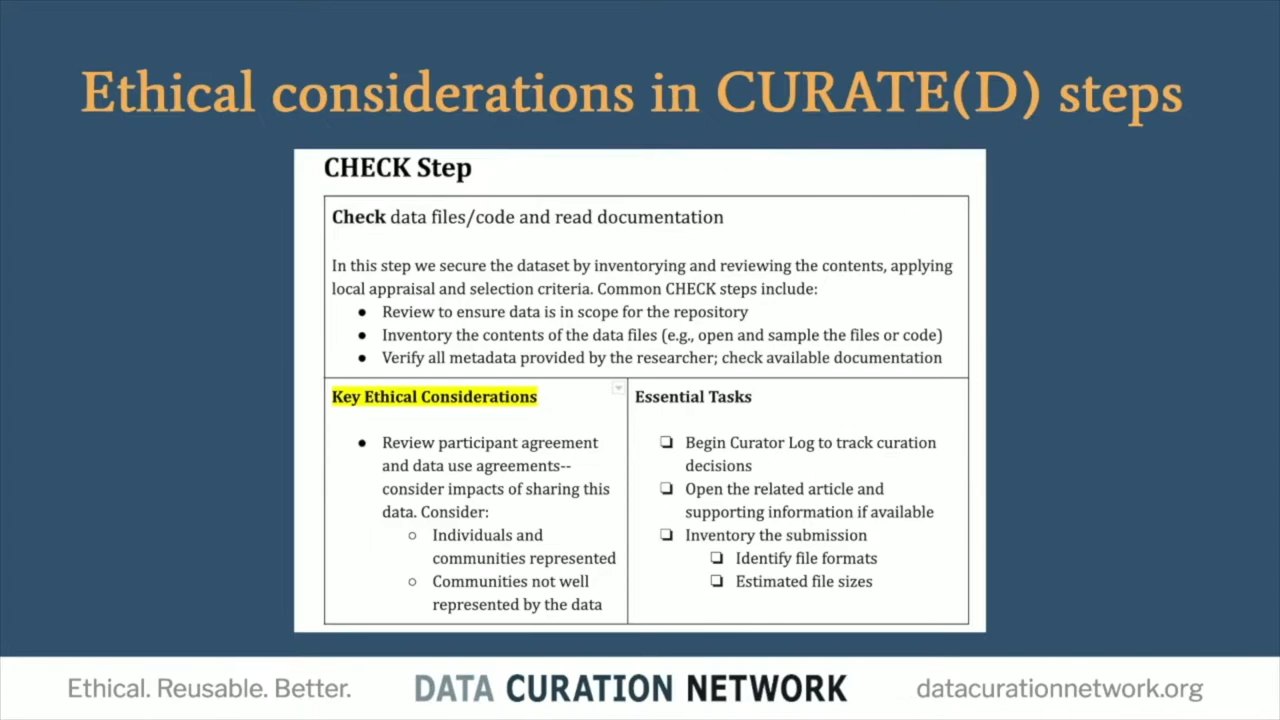 Ethical considerations in CURATE(D) steps
CHECK Step
Check data files/code and read documentation
In this step we secure the dataset by inventorying and reviewing the contents, applying
local appraisal and selection criteria. Common CHECK steps include:
● Review to ensure data is in scope for the repository
● Inventory the contents of the data files (e.g., open and sample the files or code)
● Verify all metadata provided by the researcher; check available documentation
Key Ethical Considerations
● Review participant agreement
and data use agreements--
consider impacts of sharing this
data. Consider:
○ Individuals and
communities represented
○ Communities not well
represented by the data
Essential Tasks
❏ Begin Curator Log to track curation
decisions
❏ Open the related article and
supporting information if available
❏ Inventory the submission
❏ Identify file formats
❏ Estimated file sizes
Ethical. Reusable. Better.
DATA CURATION NETWORK
datacurationnetwork.org